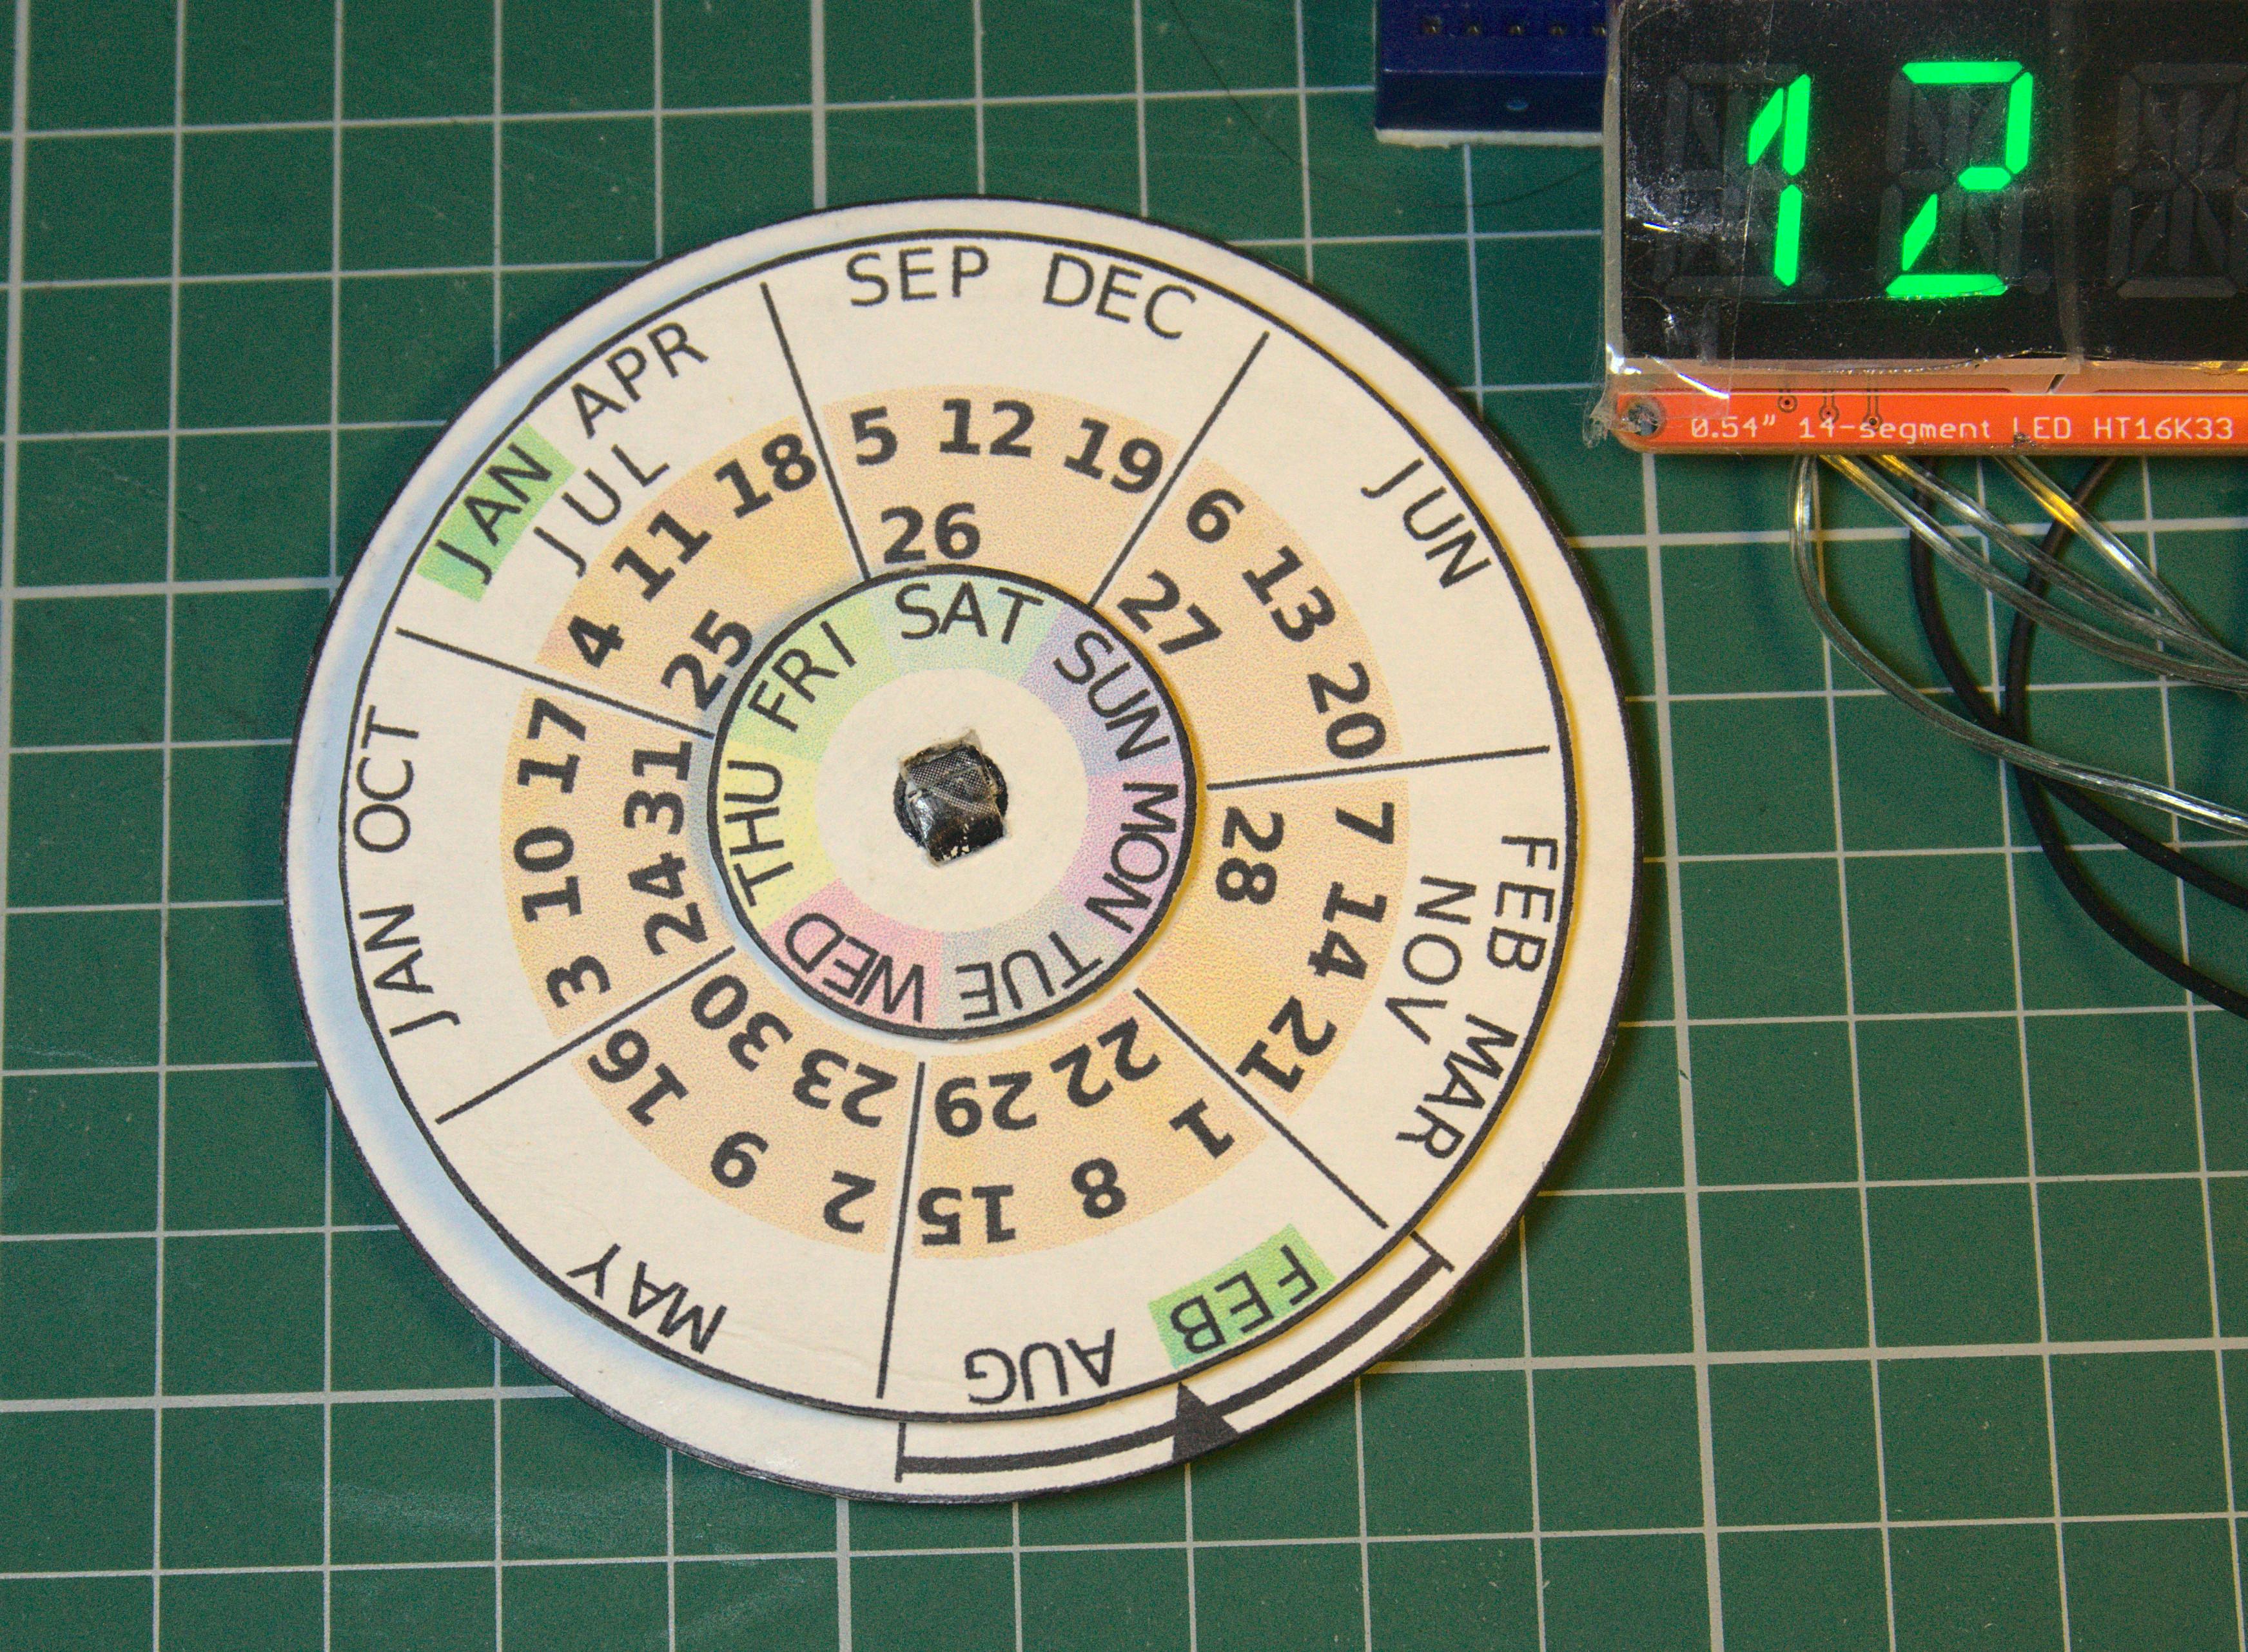 12
0.54" 14-segment LED HT16K33
SEP DEC
5 12 19
26
JUN
6 13 20
27
FEB MAR
NOV
7 14 21
28
FEB AUG
1 8 15
22 29
MAY
2 9 16
23 30
JAN OCT
3 10 17
24 31
JAN APR
JUL
4 11 18
25
SAT SUN MON TUE WED THU FRI